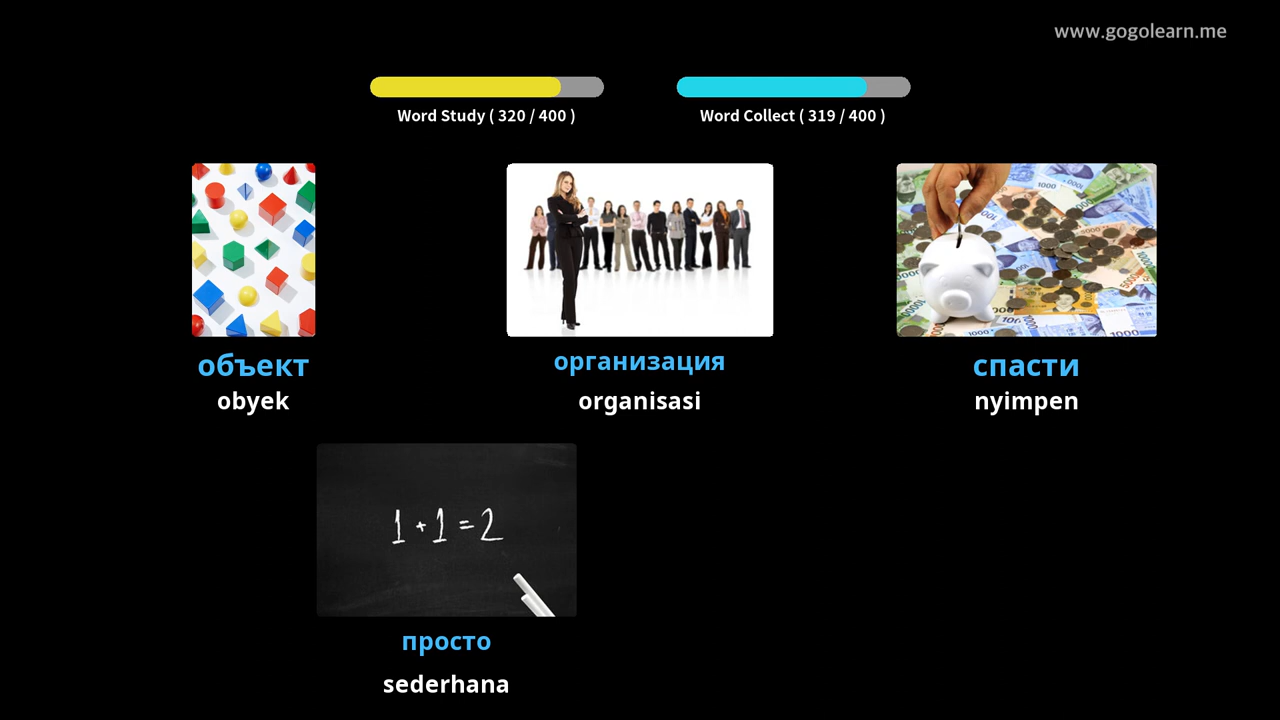 www.gogolearn.me
Word Study ( 320 / 400 )
Word Collect ( 319 / 400 )
объект
obyek
организация
organisasi
спасти
nyimpen
1 + 1 = 2
просто
sederhana